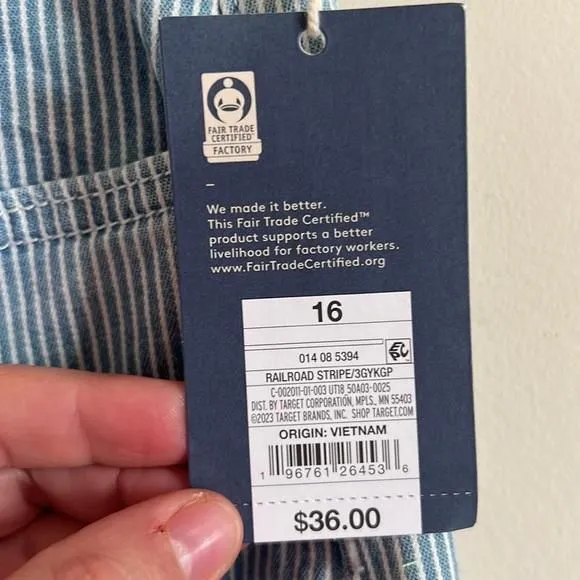 FAIR TRADE
CERTIFIED™
FACTORY
–
We made it better.
This Fair Trade Certified™
product supports a better
livelihood for factory workers.
www.FairTradeCertified.org
16
014 08 5394
RAILROAD STRIPE/3GYKGP
C-002011-01-003 UT18 50A03-0025
DIST. BY TARGET CORPORATION, MPLS., MN 55403
©2023 TARGET BRANDS, INC. SHOP TARGET.COM
ORIGIN: VIETNAM
1 96761 26453 6
$36.00